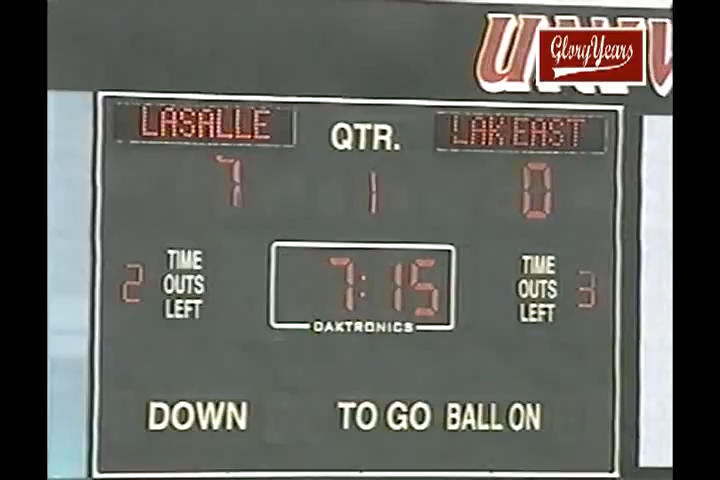 UNIV
GloryYears
LASALLE
QTR.
LAK'EAST
7
1
0
2
TIME
OUTS
LEFT
7:15
TIME
OUTS
LEFT
3
DAKTRONICS
DOWN
TO GO
BALL ON